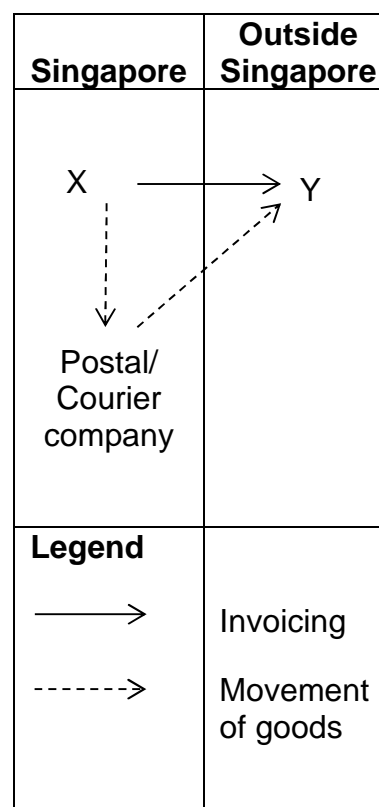 Singapore
Outside
Singapore
X
Y
Postal/
Courier
company
Legend
Invoicing
Movement
of goods